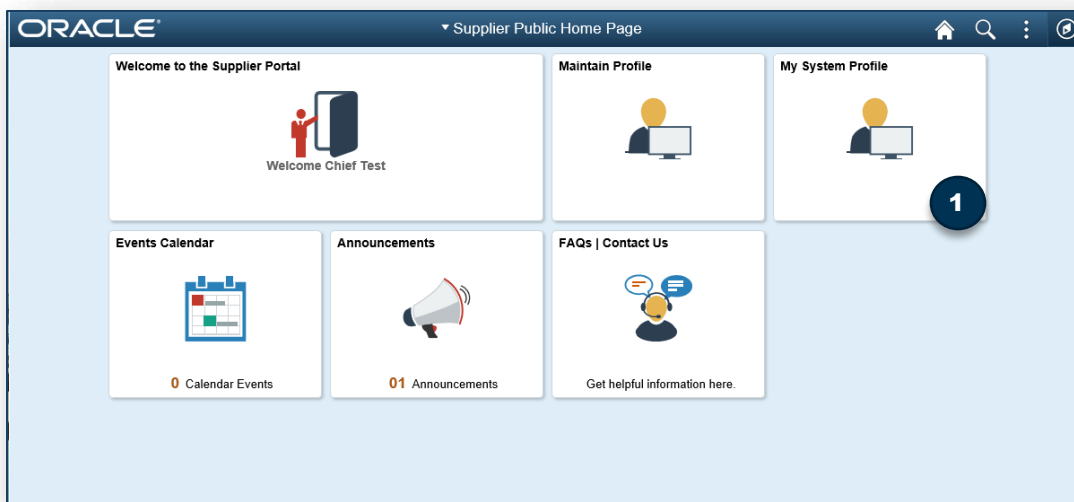 ORACLE®
Supplier Public Home Page
Welcome to the Supplier Portal
Maintain Profile
My System Profile
Welcome Chief Test
1
Events Calendar
Announcements
FAQs | Contact Us
0 Calendar Events
01 Announcements
Get helpful information here.